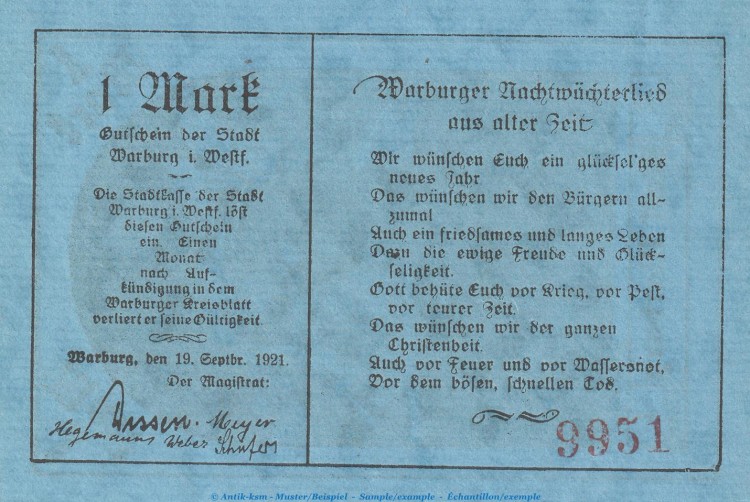 1 Mark
Gutschein der Stadt
Warburg i. Westf.
Die Stadtkasse der Stadt
Warburg i. Westf. löst
diesen Gutschein
ein. Einen
Monat
nach Auf-
kündigung in dem
Warburger Kreisblatt
verliert er seine Gültigkeit.
Warburg, den 19. Septbr. 1921.
Der Magistrat:
Meyer
Hegemanns Weber
Warburger Nachtwächterlied
aus alter Zeit
Wir wünschen Euch ein glücksel'ges
neues Jahr
Das wünschen wir den Bürgern all-
zumal
Auch ein friedsames und langes Leben
Dazu die ewige Freude und Glück-
seligkeit.
Gott behüte Euch vor Krieg, vor Pest,
vor teurer Zeit.
Das wünschen wir der ganzen
Christenheit.
Auch vor Feuer und vor Wassersnot,
Vor dem bösen, schnellen Tod.
9951
© Antik-ksm - Muster/Beispiel - Sample/example - Échantillon/exemple